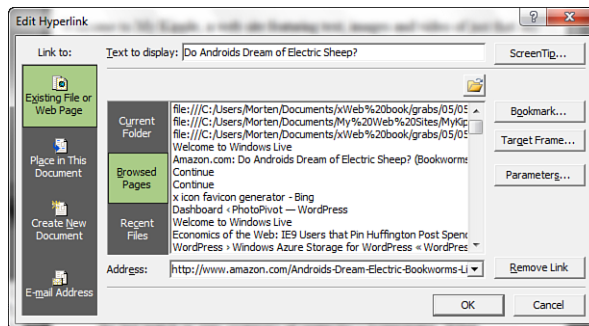 Edit Hyperlink
Link to:
Text to display: Do Androids Dream of Electric Sheep?
ScreenTip...
Existing File or
Web Page
Place in This
Document
Create New
Document
E-mail Address
Current
Folder
Browsed
Pages
Recent
Files
file:///C:/Users/Morten/Documents/xWeb%20book/grabs/05/05
file:///C:/Users/Morten/Documents/My%20Web%20Sites/MyKip
file:///C:/Users/Morten/Documents/xWeb%20book/grabs/05/05
Welcome to Windows Live
Amazon.com: Do Androids Dream of Electric Sheep? (Bookworms
Continue
Continue
x icon favicon generator - Bing
Dashboard ‹ PhotoPivot — WordPress
Welcome to Windows Live
Economics of the Web: IE9 Users that Pin Huffington Post Spend
WordPress › Windows Azure Storage for WordPress « WordPres
Bookmark...
Target Frame...
Parameters...
Address: http://www.amazon.com/Androids-Dream-Electric-Bookworms-Li
Remove Link
OK
Cancel